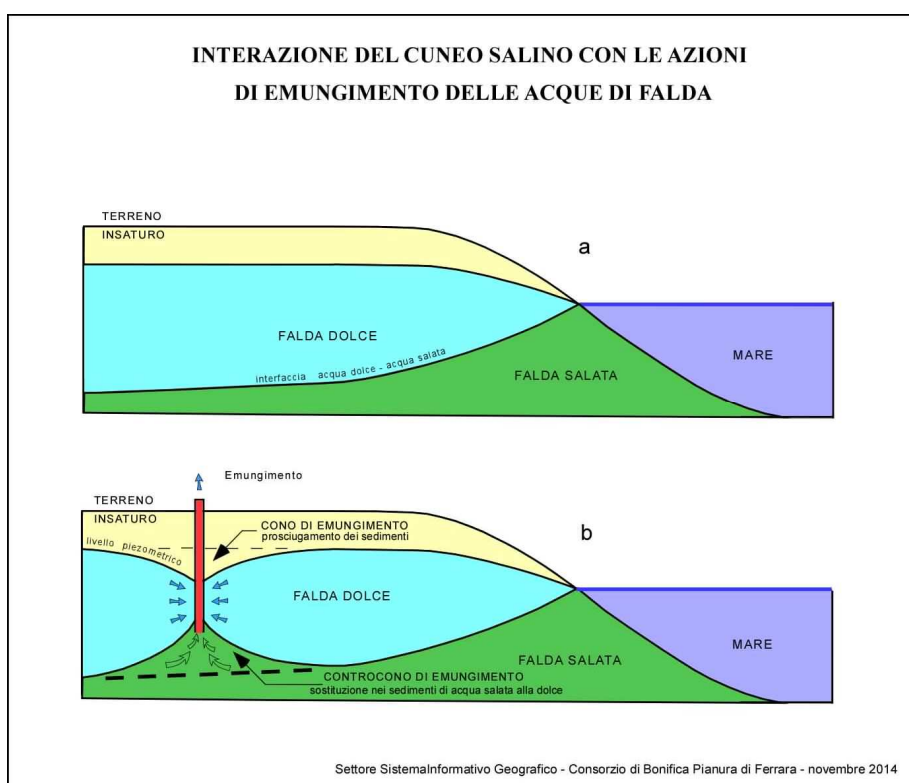 INTERAZIONE DEL CUNEO SALINO CON LE AZIONI
DI EMUNGIMENTO DELLE ACQUE DI FALDA
TERRENO
INSATURO
a
FALDA DOLCE
interfaccia acqua dolce - acqua salata
FALDA SALATA
MARE
Emungimento
TERRENO
INSATURO
livello piezometrico
CONO DI EMUNGIMENTO
prosciugamento dei sedimenti
b
FALDA DOLCE
FALDA SALATA
MARE
CONTROCONO DI EMUNGIMENTO
sostituzione nei sedimenti di acqua salata alla dolce
Settore SistemaInformativo Geografico - Consorzio di Bonifica Pianura di Ferrara - novembre 2014